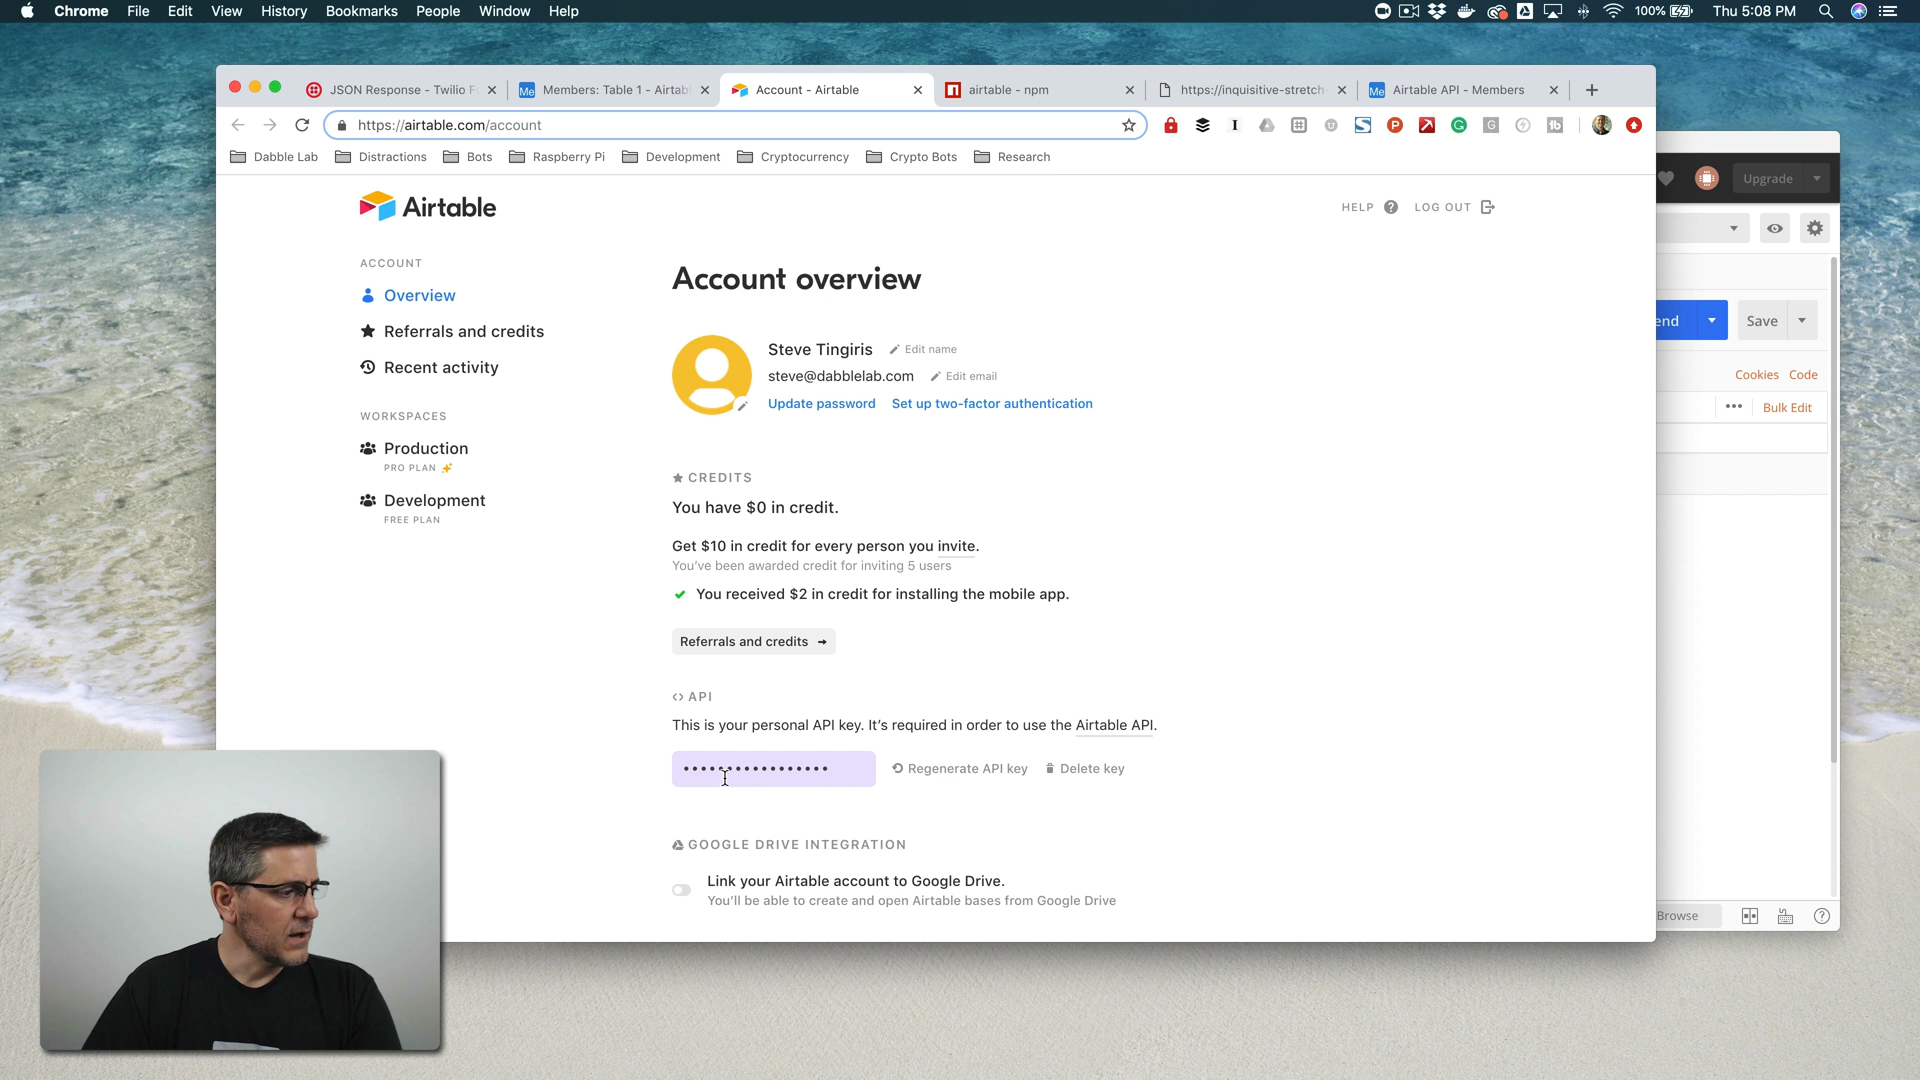 Chrome File Edit View History Bookmarks People Window Help
100% Thu 5:08 PM
JSON Response - Twilio F
Members: Table 1 - Airtabl
Account - Airtable
airtable - npm
https://inquisitive-stretch-
Airtable API - Members
https://airtable.com/account
Dabble Lab Distractions Bots Raspberry Pi Development Cryptocurrency Crypto Bots Research
Upgrade
Airtable
HELP LOG OUT
ACCOUNT
Overview
Referrals and credits
Recent activity
WORKSPACES
Production
PRO PLAN
Development
FREE PLAN
Account overview
Steve Tingiris Edit name
steve@dabblelab.com Edit email
Update password Set up two-factor authentication
CREDITS
You have $0 in credit.
Get $10 in credit for every person you invite.
You've been awarded credit for inviting 5 users
You received $2 in credit for installing the mobile app.
Referrals and credits
<> API
This is your personal API key. It's required in order to use the Airtable API.
•••••••••••••••••
Regenerate API key Delete key
GOOGLE DRIVE INTEGRATION
Link your Airtable account to Google Drive.
You'll be able to create and open Airtable bases from Google Drive
end Save
Cookies Code
••• Bulk Edit
Browse